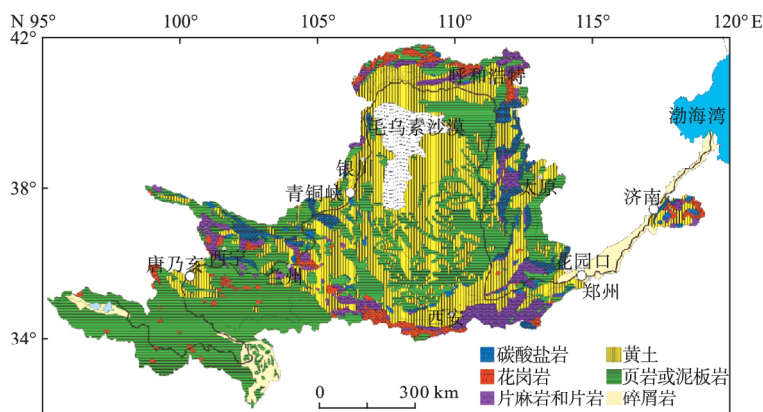 N 95° 100° 105° 110° 115° 120° E
42°
呼和浩特
渤海湾
毛乌素沙漠
银川
38° 青铜峡 太原 济南
唐乃亥 西宁 兰州 花园口
郑州
34° 西安
碳酸盐岩 黄土
花岗岩 页岩或泥板岩
0 300 km 片麻岩和片岩 碎屑岩